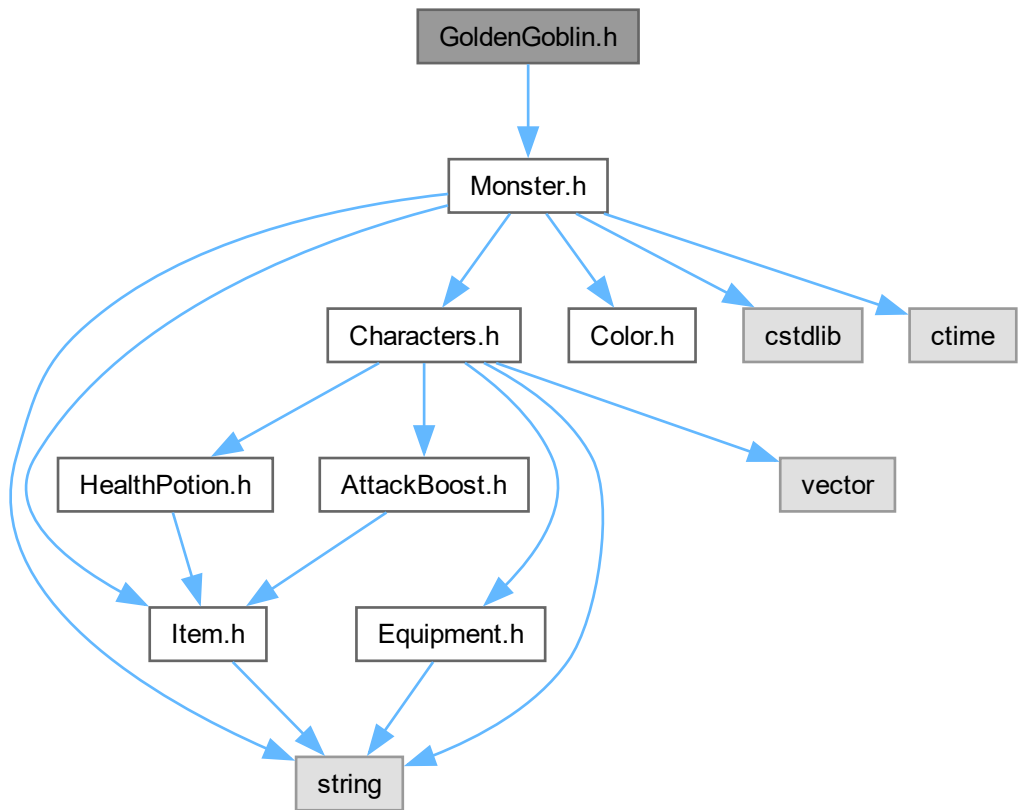 GoldenGoblin.h
Monster.h
Characters.h
Color.h
cstdlib
ctime
HealthPotion.h
AttackBoost.h
vector
Item.h
Equipment.h
string